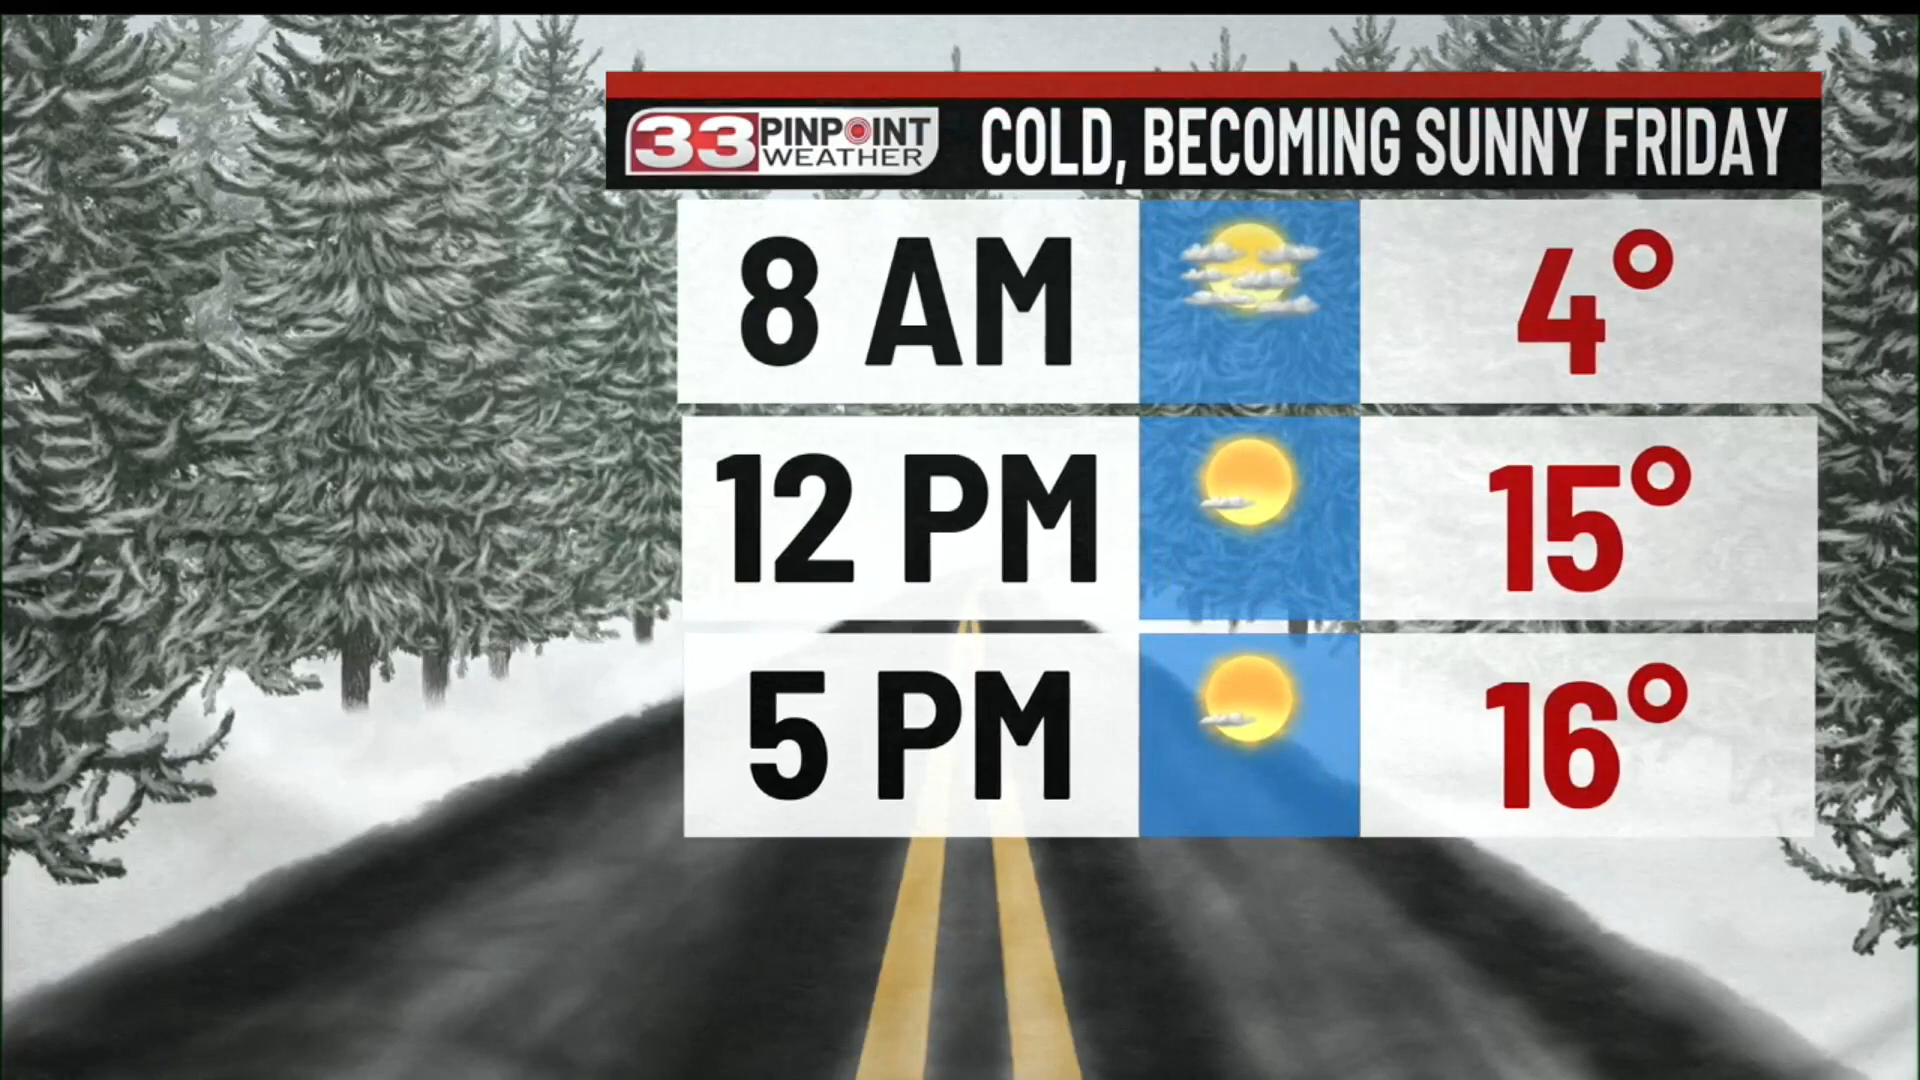 33 PINPOINT WEATHER COLD, BECOMING SUNNY FRIDAY
8 AM 4°
12 PM 15°
5 PM 16°